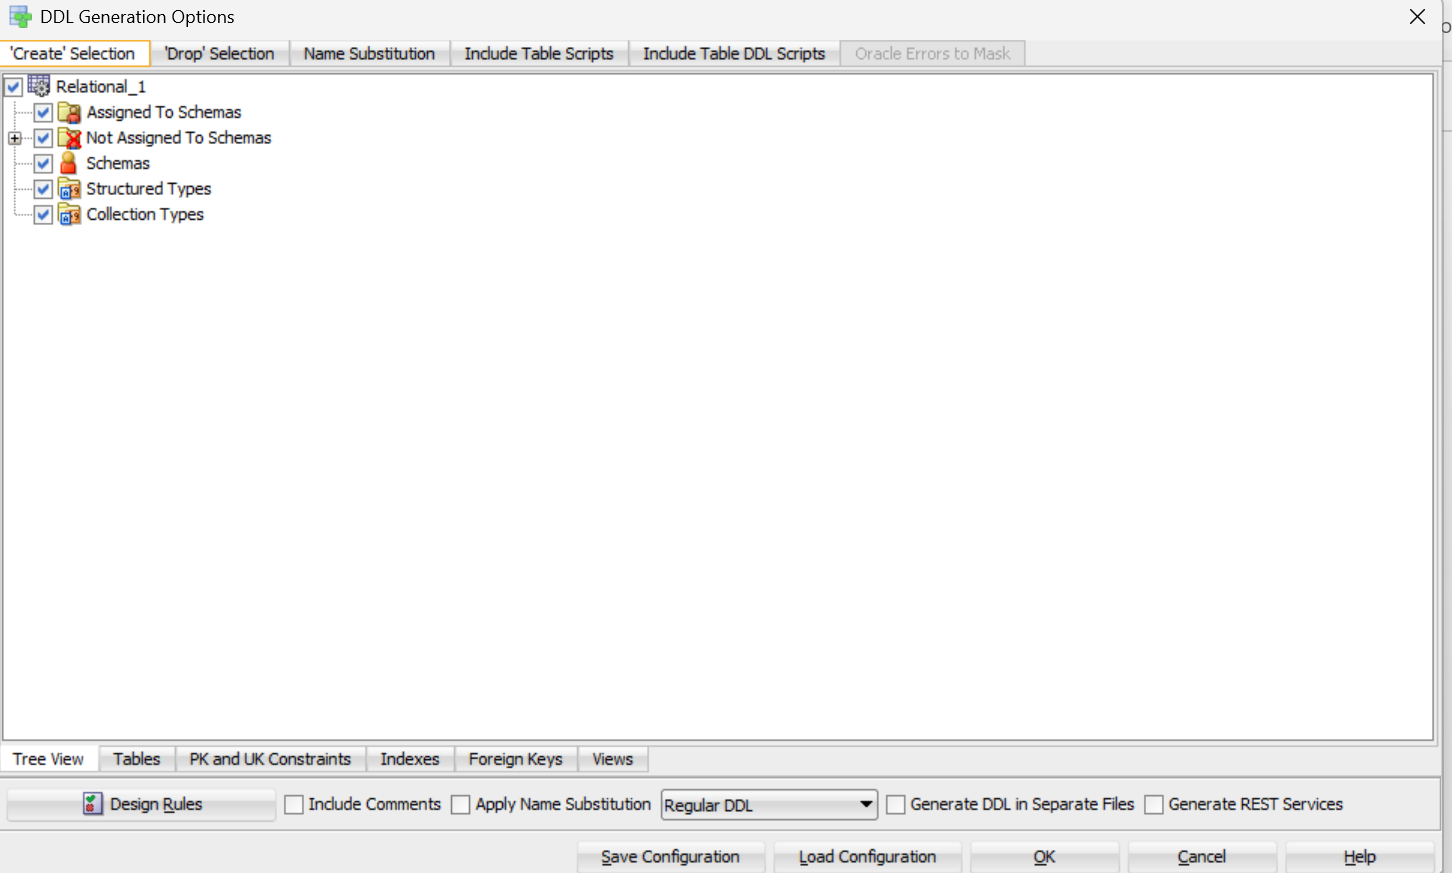 DDL Generation Options
'Create' Selection 'Drop' Selection Name Substitution Include Table Scripts Include Table DDL Scripts Oracle Errors to Mask
Relational_1
Assigned To Schemas
Not Assigned To Schemas
Schemas
Structured Types
Collection Types
Tree View Tables PK and UK Constraints Indexes Foreign Keys Views
Design Rules Include Comments Apply Name Substitution Regular DDL Generate DDL in Separate Files Generate REST Services
Save Configuration Load Configuration OK Cancel Help